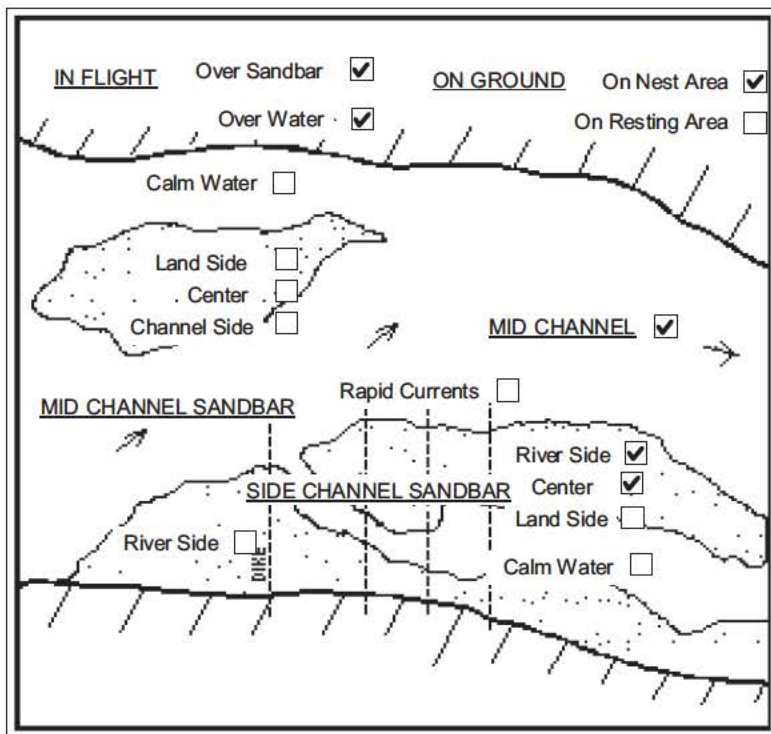 IN FLIGHT Over Sandbar ON GROUND On Nest Area
Over Water On Resting Area
Calm Water
Land Side
Center
Channel Side
MID CHANNEL
Rapid Currents
MID CHANNEL SANDBAR
River Side
SIDE CHANNEL SANDBAR Center
Land Side
River Side
DIKE
Calm Water